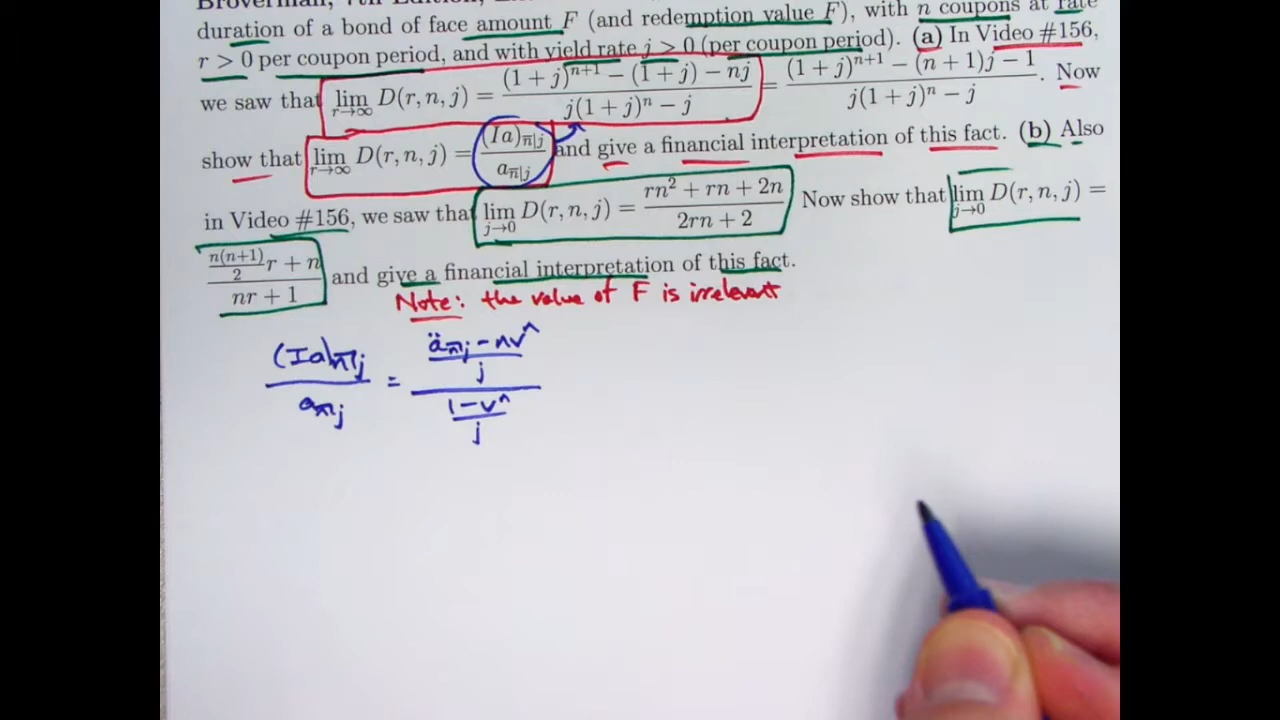 Broverman, 7th Edition,
duration of a bond of face amount F (and redemption value F), with n coupons at rate
r > 0 per coupon period, and with yield rate j > 0 (per coupon period). (a) In Video #156,
we saw that lim_{r→∞} D(r, n, j) = ((1 + j)^{n+1} − (1 + j) − nj) / (j(1 + j)^n − j) = ((1 + j)^{n+1} − (n + 1)j − 1) / (j(1 + j)^n − j). Now
show that lim_{r→∞} D(r, n, j) = (Ia)_{n̅|j} / a_{n̅|j} and give a financial interpretation of this fact. (b) Also
in Video #156, we saw that lim_{j→0} D(r, n, j) = (rn² + rn + 2n) / (2rn + 2) Now show that lim_{j→0} D(r, n, j) =
((n(n+1)/2)r + n) / (nr + 1) and give a financial interpretation of this fact.
Note: the value of F is irrelevant
(Ia)_{n̅|j} / a_{n̅|j} = ((ä_{n̅|j} − nv^n) / j) / ((1 − v^n) / j)